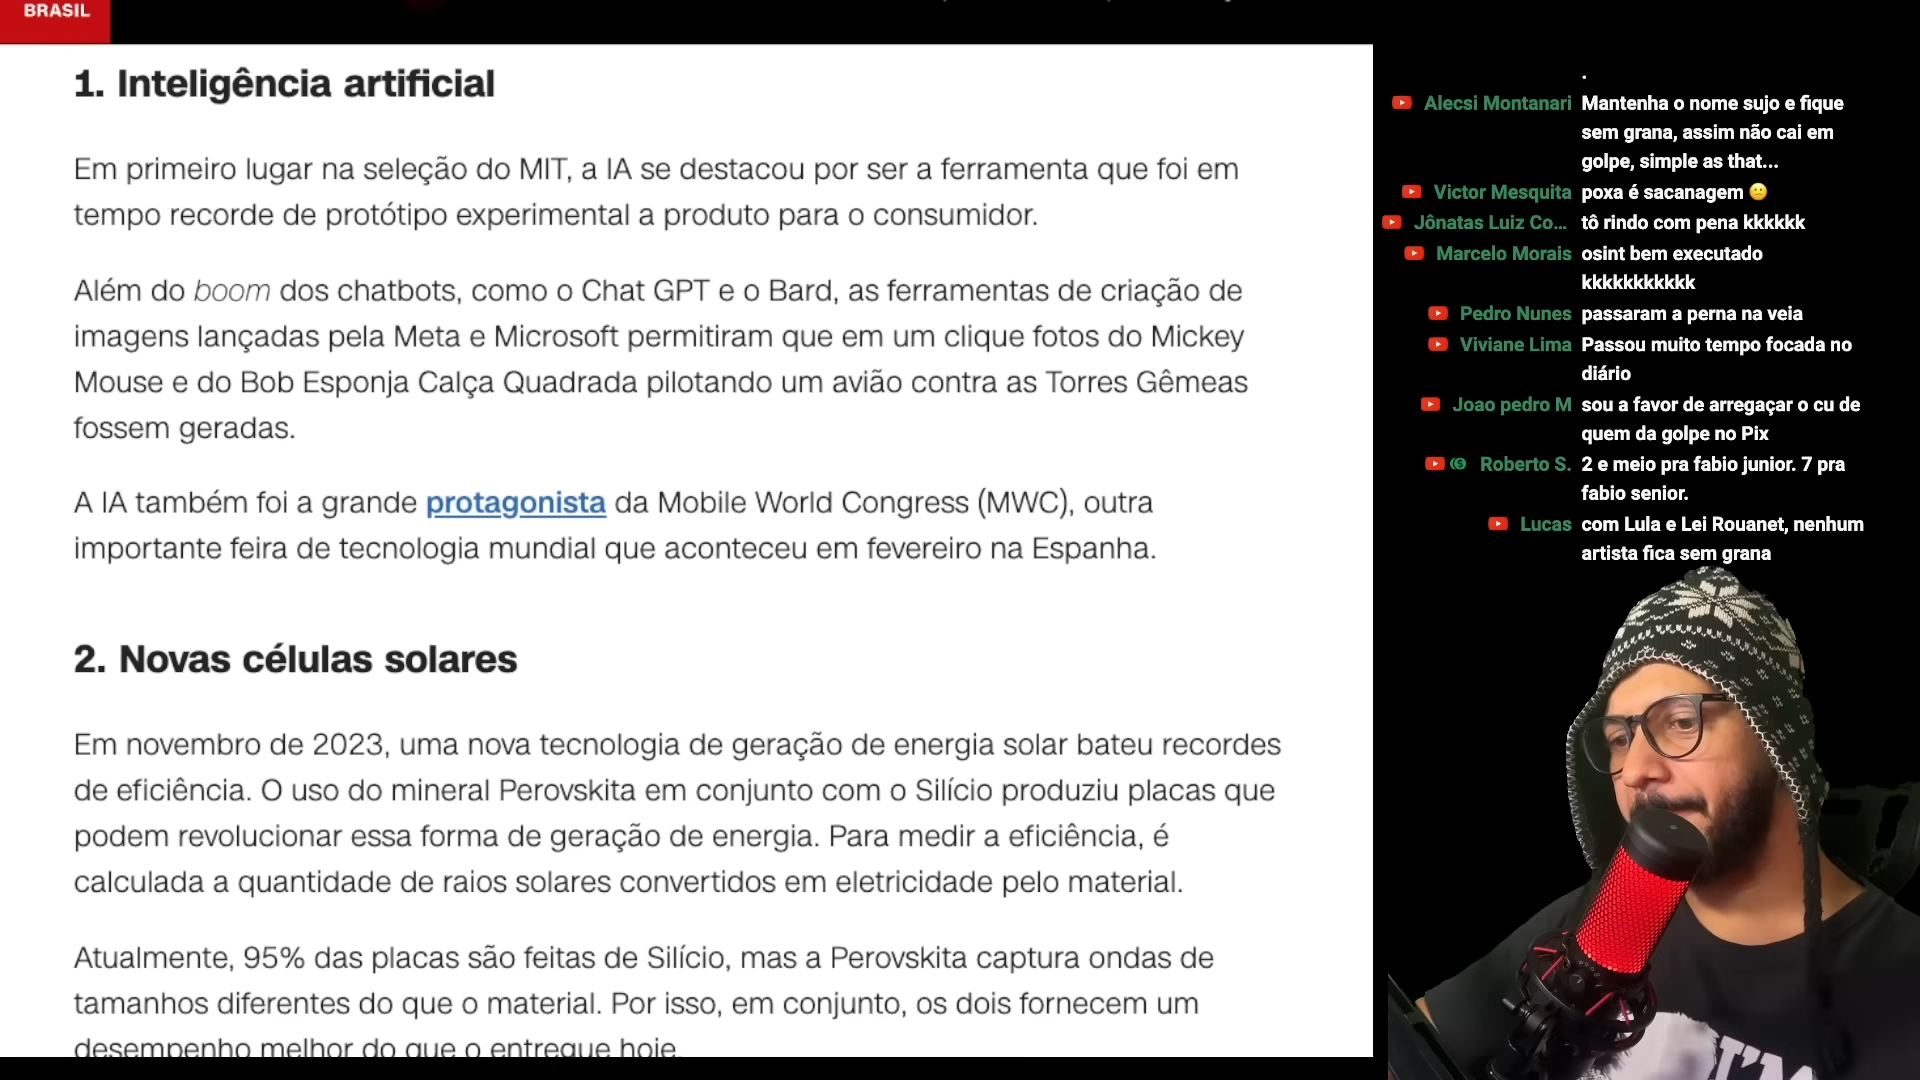 BRASIL
1. Inteligência artificial
Em primeiro lugar na seleção do MIT, a IA se destacou por ser a ferramenta que foi em
tempo recorde de protótipo experimental a produto para o consumidor.
Além do boom dos chatbots, como o Chat GPT e o Bard, as ferramentas de criação de
imagens lançadas pela Meta e Microsoft permitiram que em um clique fotos do Mickey
Mouse e do Bob Esponja Calça Quadrada pilotando um avião contra as Torres Gêmeas
fossem geradas.
A IA também foi a grande protagonista da Mobile World Congress (MWC), outra
importante feira de tecnologia mundial que aconteceu em fevereiro na Espanha.
2. Novas células solares
Em novembro de 2023, uma nova tecnologia de geração de energia solar bateu recordes
de eficiência. O uso do mineral Perovskita em conjunto com o Silício produziu placas que
podem revolucionar essa forma de geração de energia. Para medir a eficiência, é
calculada a quantidade de raios solares convertidos em eletricidade pelo material.
Atualmente, 95% das placas são feitas de Silício, mas a Perovskita captura ondas de
tamanhos diferentes do que o material. Por isso, em conjunto, os dois fornecem um
desempenho melhor do que o entregue hoje.
.
Alecsi Montanari Mantenha o nome sujo e fique
sem grana, assim não cai em
golpe, simple as that...
Victor Mesquita poxa é sacanagem 😕
Jônatas Luiz Co... tô rindo com pena kkkkkk
Marcelo Morais osint bem executado
kkkkkkkkkkk
Pedro Nunes passaram a perna na veia
Viviane Lima Passou muito tempo focada no
diário
Joao pedro M sou a favor de arregaçar o cu de
quem da golpe no Pix
Roberto S. 2 e meio pra fabio junior. 7 pra
fabio senior.
Lucas com Lula e Lei Rouanet, nenhum
artista fica sem grana